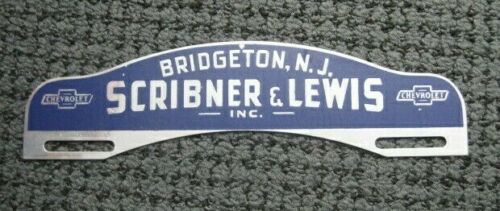 BRIDGETON, N.J.
CHEVROLET SCRIBNER & LEWIS CHEVROLET
INC.